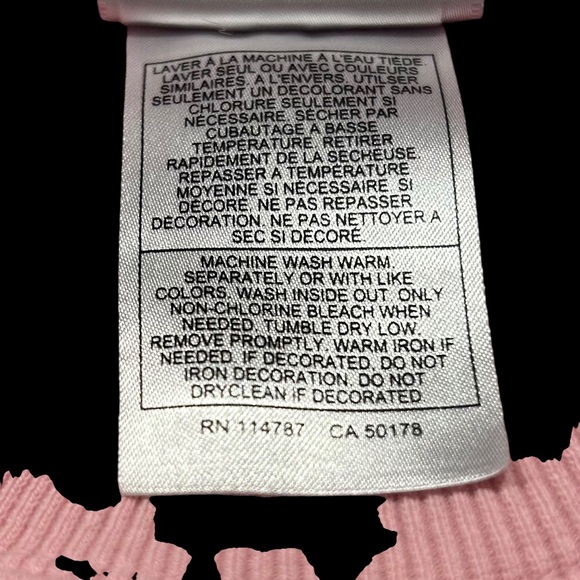 LAVER À LA MACHINE À L'EAU TIÈDE.
LAVER SEUL OU AVEC COULEURS
SIMILAIRES. A L'ENVERS. UTILISER
SEULEMENT UN DECOLORANT SANS
CHLORURE SEULEMENT SI
NÉCESSAIRE. SÉCHER PAR
CUBAUTAGE A BASSE
TEMPÉRATURE. RETIRER
RAPIDEMENT DE LA SÉCHEUSE.
REPASSER A TEMPÉRATURE
MOYENNE SI NÉCESSAIRE. SI
DÉCORÉ, NE PAS REPASSER
DÉCORATION. NE PAS NETTOYER A
SEC SI DÉCORÉ.
MACHINE WASH WARM
SEPARATELY OR WITH LIKE
COLORS. WASH INSIDE OUT. ONLY
NON-CHLORINE BLEACH WHEN
NEEDED. TUMBLE DRY LOW.
REMOVE PROMPTLY. WARM IRON IF
NEEDED. IF DECORATED, DO NOT
IRON DECORATION. DO NOT
DRYCLEAN IF DECORATED
RN 114787 CA 50178